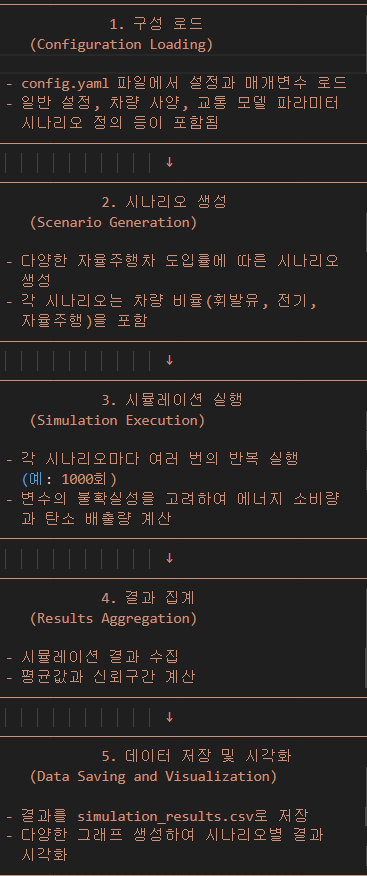 1. 구성 로드
(Configuration Loading)
- config.yaml 파일에서 설정과 매개변수 로드
- 일반 설정, 차량 사양, 교통 모델 파라미터
시나리오 정의 등이 포함됨
↓
2. 시나리오 생성
(Scenario Generation)
- 다양한 자율주행차 도입률에 따른 시나리오
생성
- 각 시나리오는 차량 비율(휘발유, 전기,
자율주행)을 포함
↓
3. 시뮬레이션 실행
(Simulation Execution)
- 각 시나리오마다 여러 번의 반복 실행
(예: 1000회)
- 변수의 불확실성을 고려하여 에너지 소비량
과 탄소 배출량 계산
↓
4. 결과 집계
(Results Aggregation)
- 시뮬레이션 결과 수집
- 평균값과 신뢰구간 계산
↓
5. 데이터 저장 및 시각화
(Data Saving and Visualization)
- 결과를 simulation_results.csv로 저장
- 다양한 그래프 생성하여 시나리오별 결과
시각화